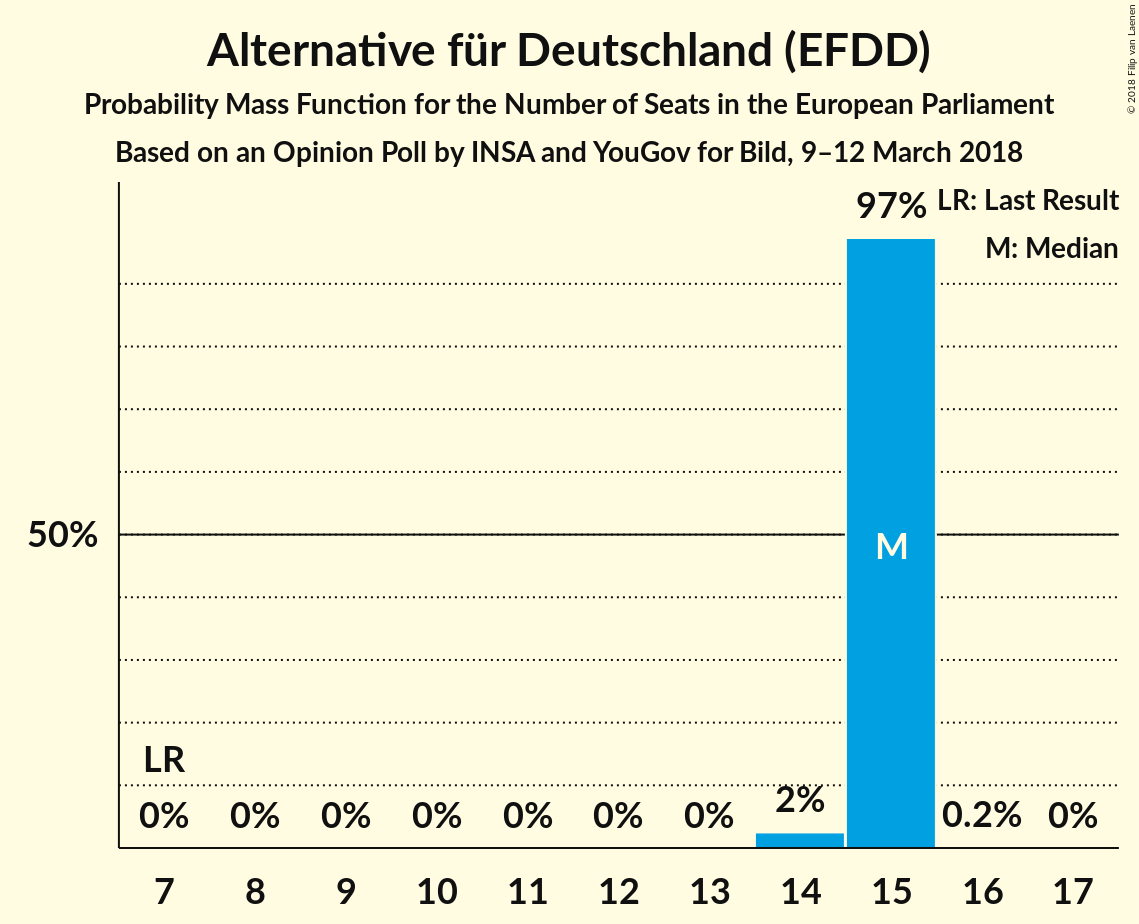 Alternative für Deutschland (EFDD)
Probability Mass Function for the Number of Seats in the European Parliament
Based on an Opinion Poll by INSA and YouGov for Bild, 9–12 March 2018
© 2018 Filip van Laenen
97%
LR: Last Result
M: Median
50%
M
LR
0% 0% 0% 0% 0% 0% 0% 2% 0.2% 0%
7 8 9 10 11 12 13 14 15 16 17